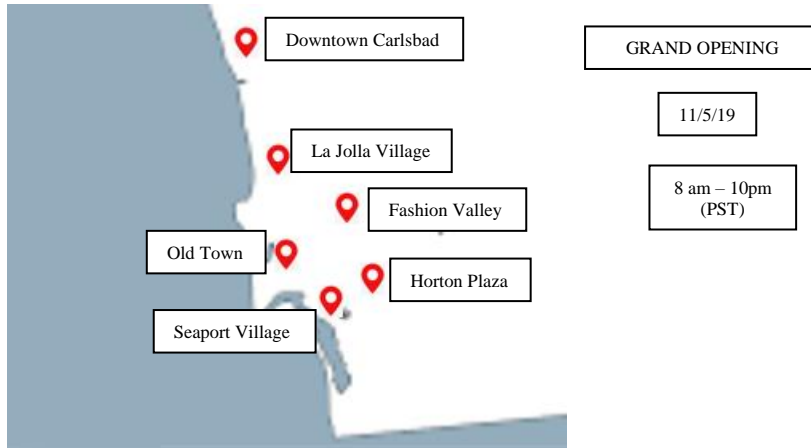 Downtown Carlsbad
La Jolla Village
Fashion Valley
Old Town
Horton Plaza
Seaport Village
GRAND OPENING
11/5/19
8 am – 10pm
(PST)